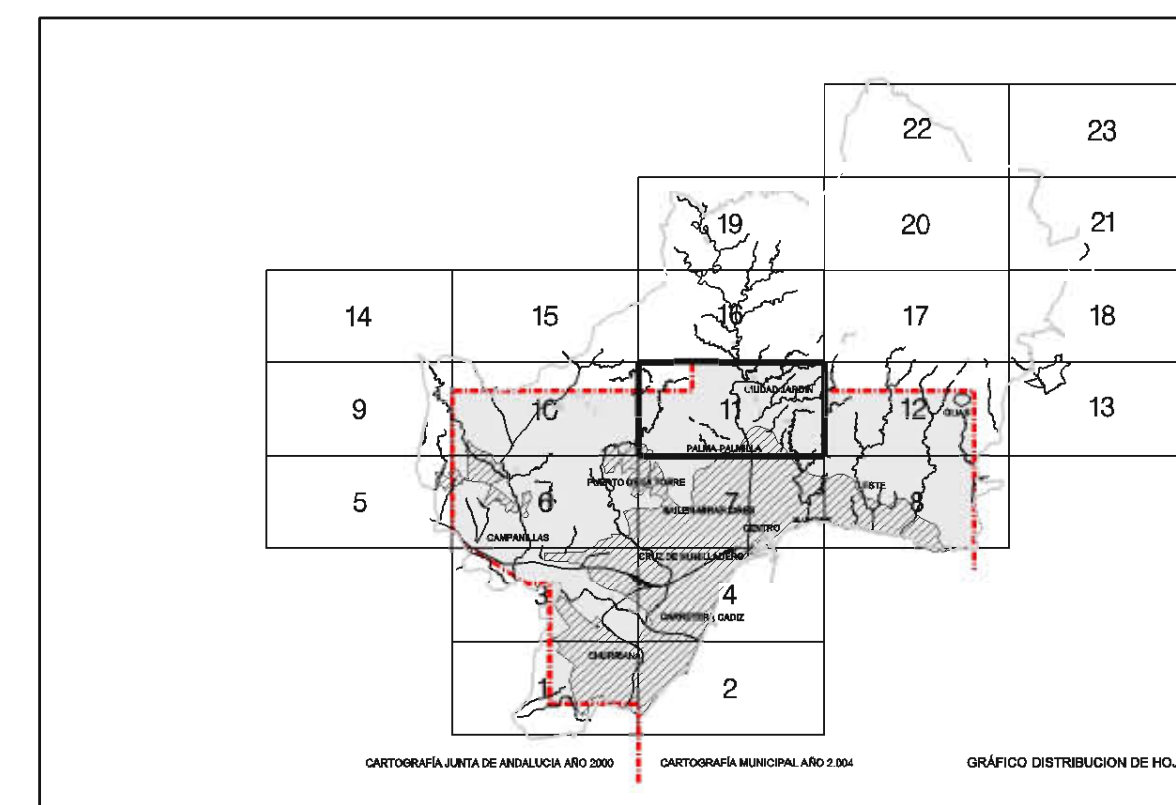 22 23
19 20 21
14 15 16 17 18
CIUDAD JARDIN
9 10 11 12 13
PALMA-PALMILLA
PUERTO DE LA TORRE
5 6 7 8
CENTRO
CAMPANILLAS
CRUZ DE HUMILLADERO
3 4
CHURRIANA
1 2
CARTOGRAFÍA JUNTA DE ANDALUCIA AÑO 2000 CARTOGRAFÍA MUNICIPAL AÑO 2.004 GRÁFICO DISTRIBUCION DE HOJ